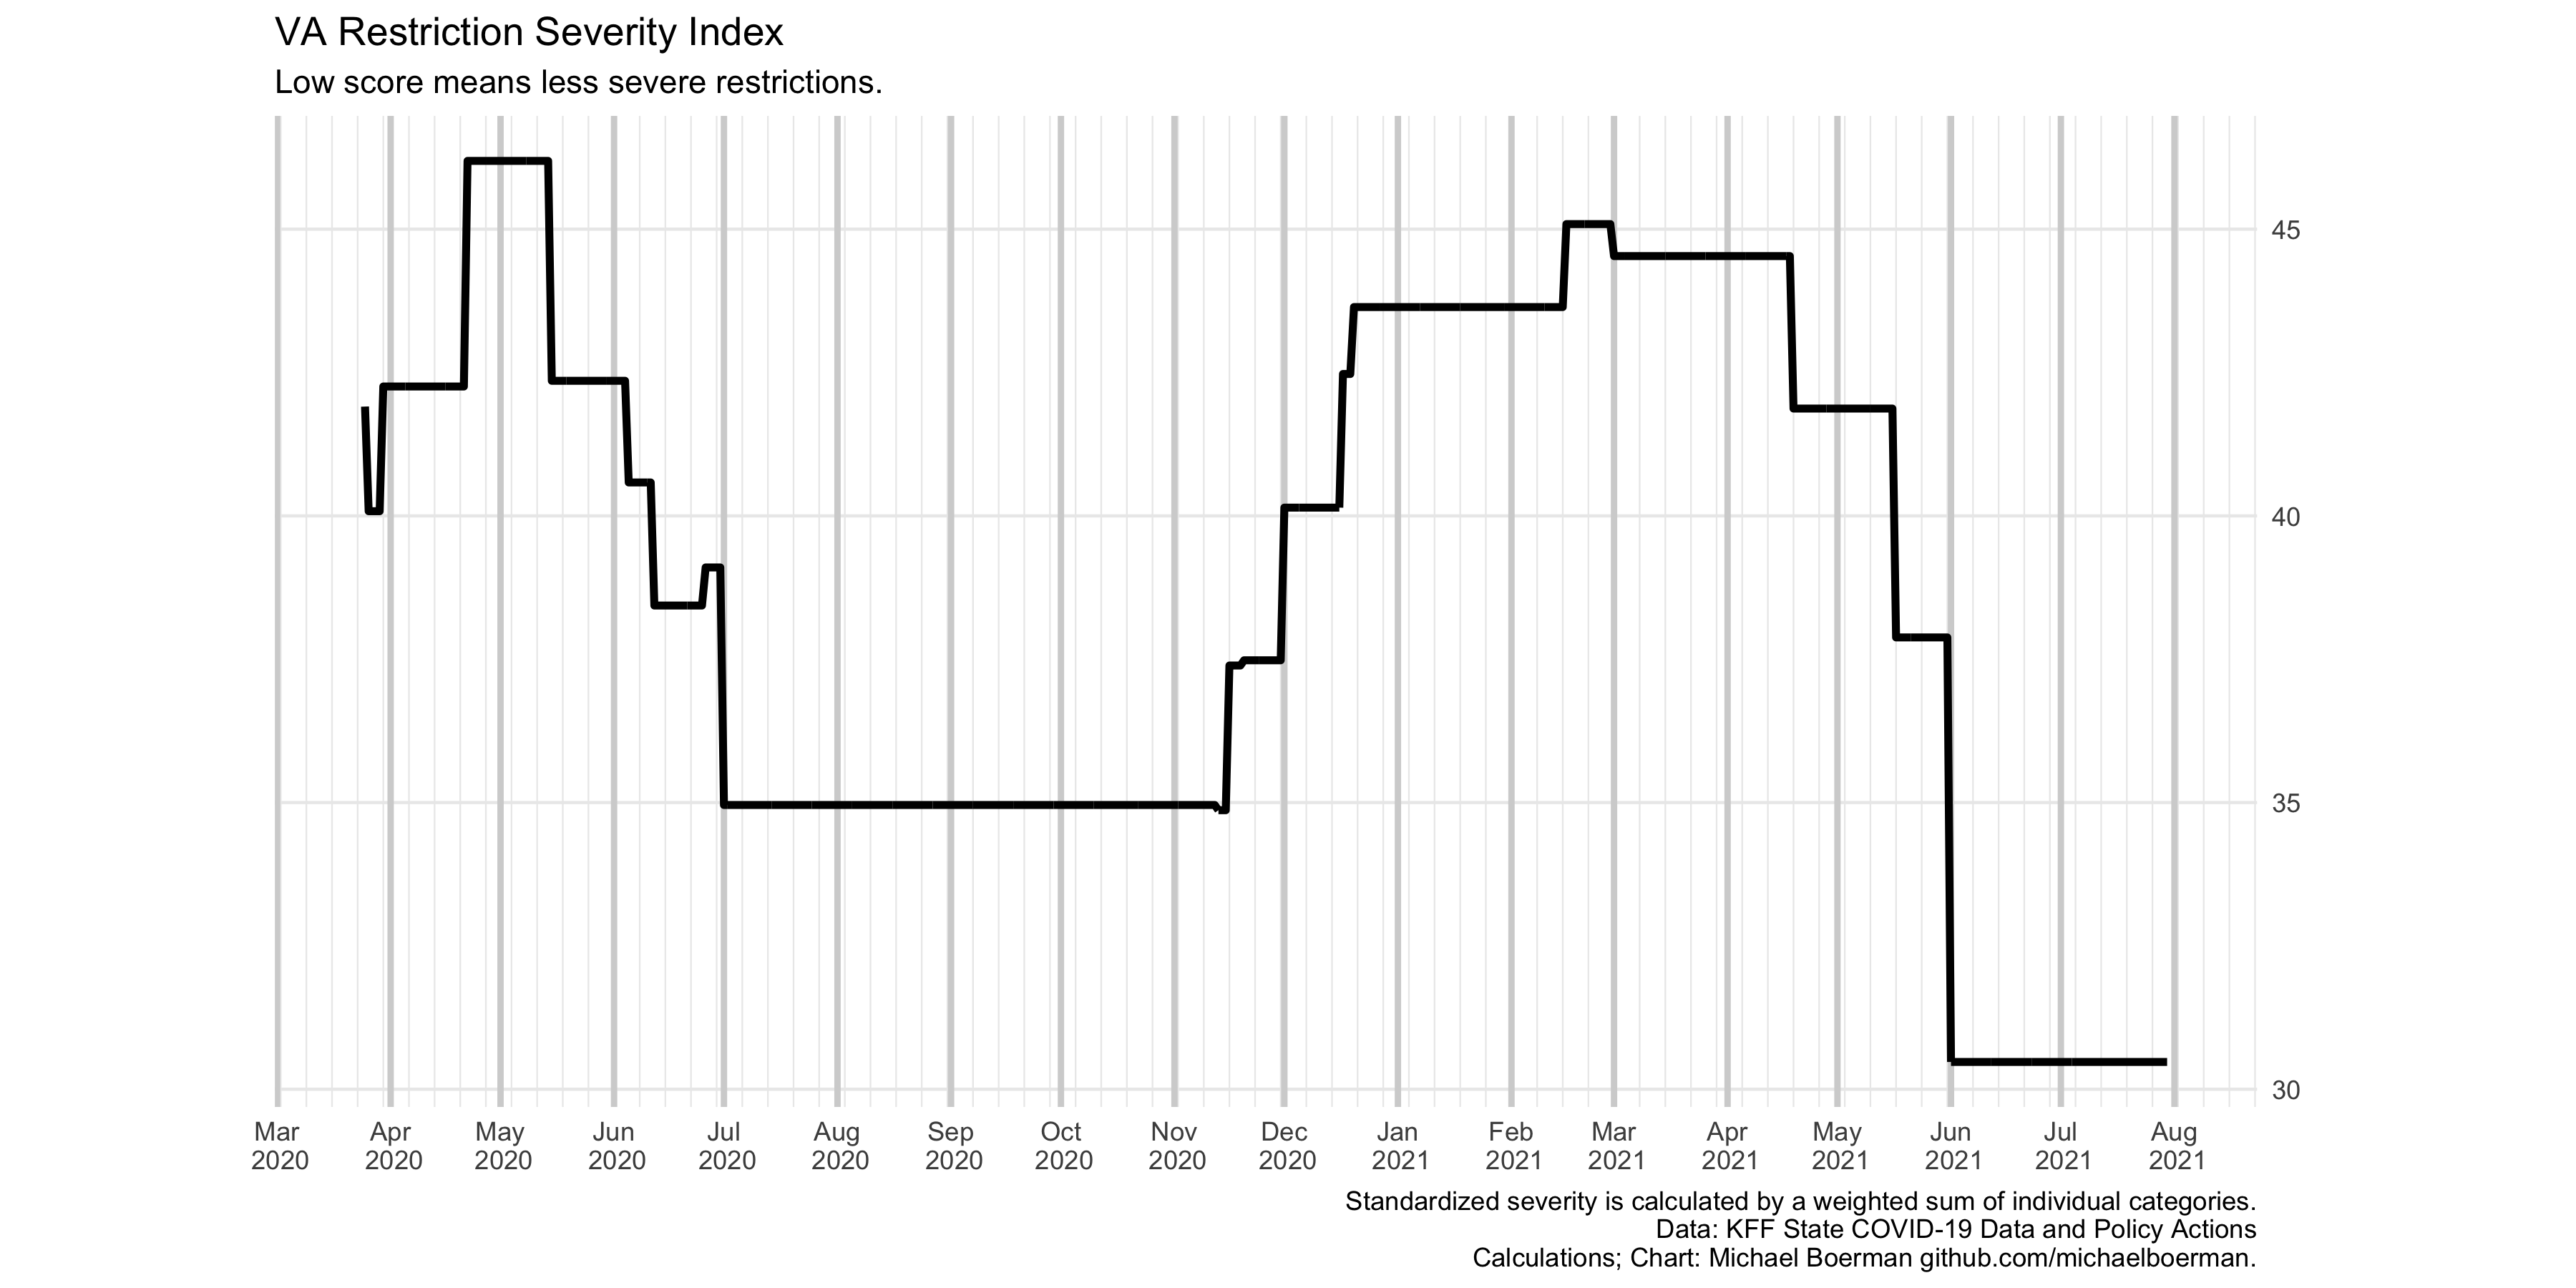 VA Restriction Severity Index
Low score means less severe restrictions.
45
40
35
30
Mar Apr May Jun Jul Aug Sep Oct Nov Dec Jan Feb Mar Apr May Jun Jul Aug
2020 2020 2020 2020 2020 2020 2020 2020 2020 2020 2021 2021 2021 2021 2021 2021 2021 2021
Standardized severity is calculated by a weighted sum of individual categories.
Data: KFF State COVID-19 Data and Policy Actions
Calculations; Chart: Michael Boerman github.com/michaelboerman.